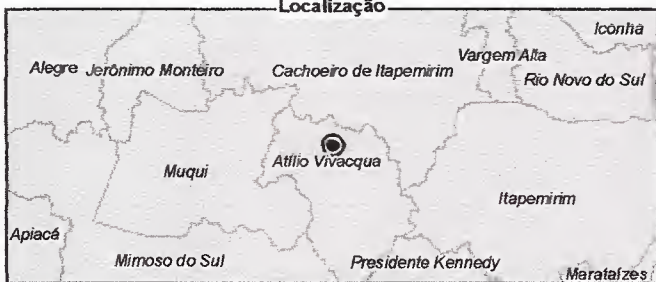 Localização
Iconha
Vargem Alta
Alegre Jerônimo Monteiro Cachoeiro de Itapemirim
Rio Novo do Sul
Atílio Vivacqua
Muqui
Itapemirim
Apiacá
Mimoso do Sul Presidente Kennedy
Marataízes